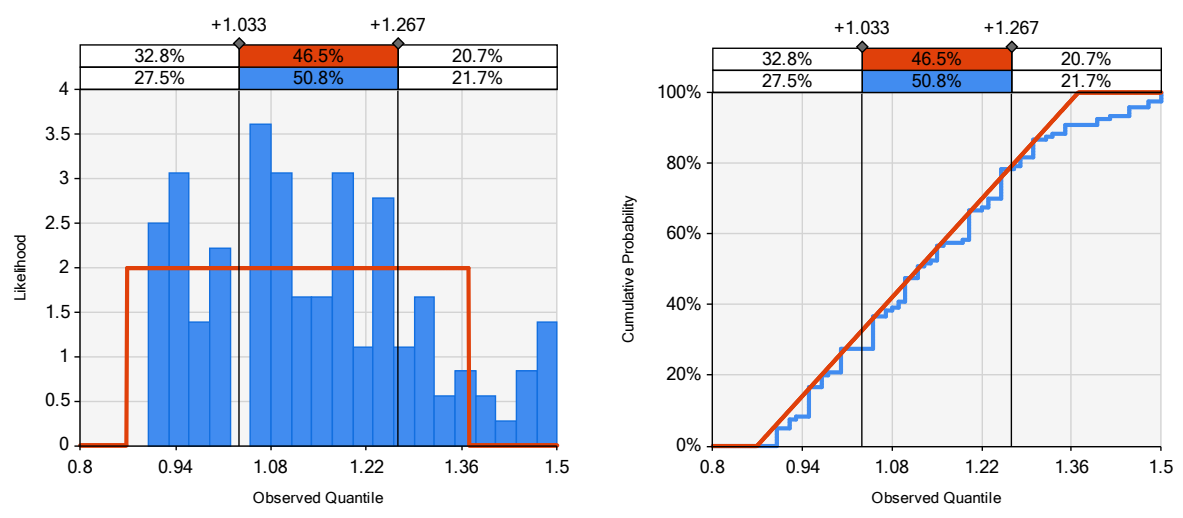 +1.033 +1.267
32.8% 46.5% 20.7%
27.5% 50.8% 21.7%
4
3.5
3
2.5
2
1.5
1
0.5
0
Likelihood
0.8 0.94 1.08 1.22 1.36 1.5
Observed Quantile
+1.033 +1.267
32.8% 46.5% 20.7%
27.5% 50.8% 21.7%
100%
80%
60%
40%
20%
0%
Cumulative Probability
0.8 0.94 1.08 1.22 1.36 1.5
Observed Quantile